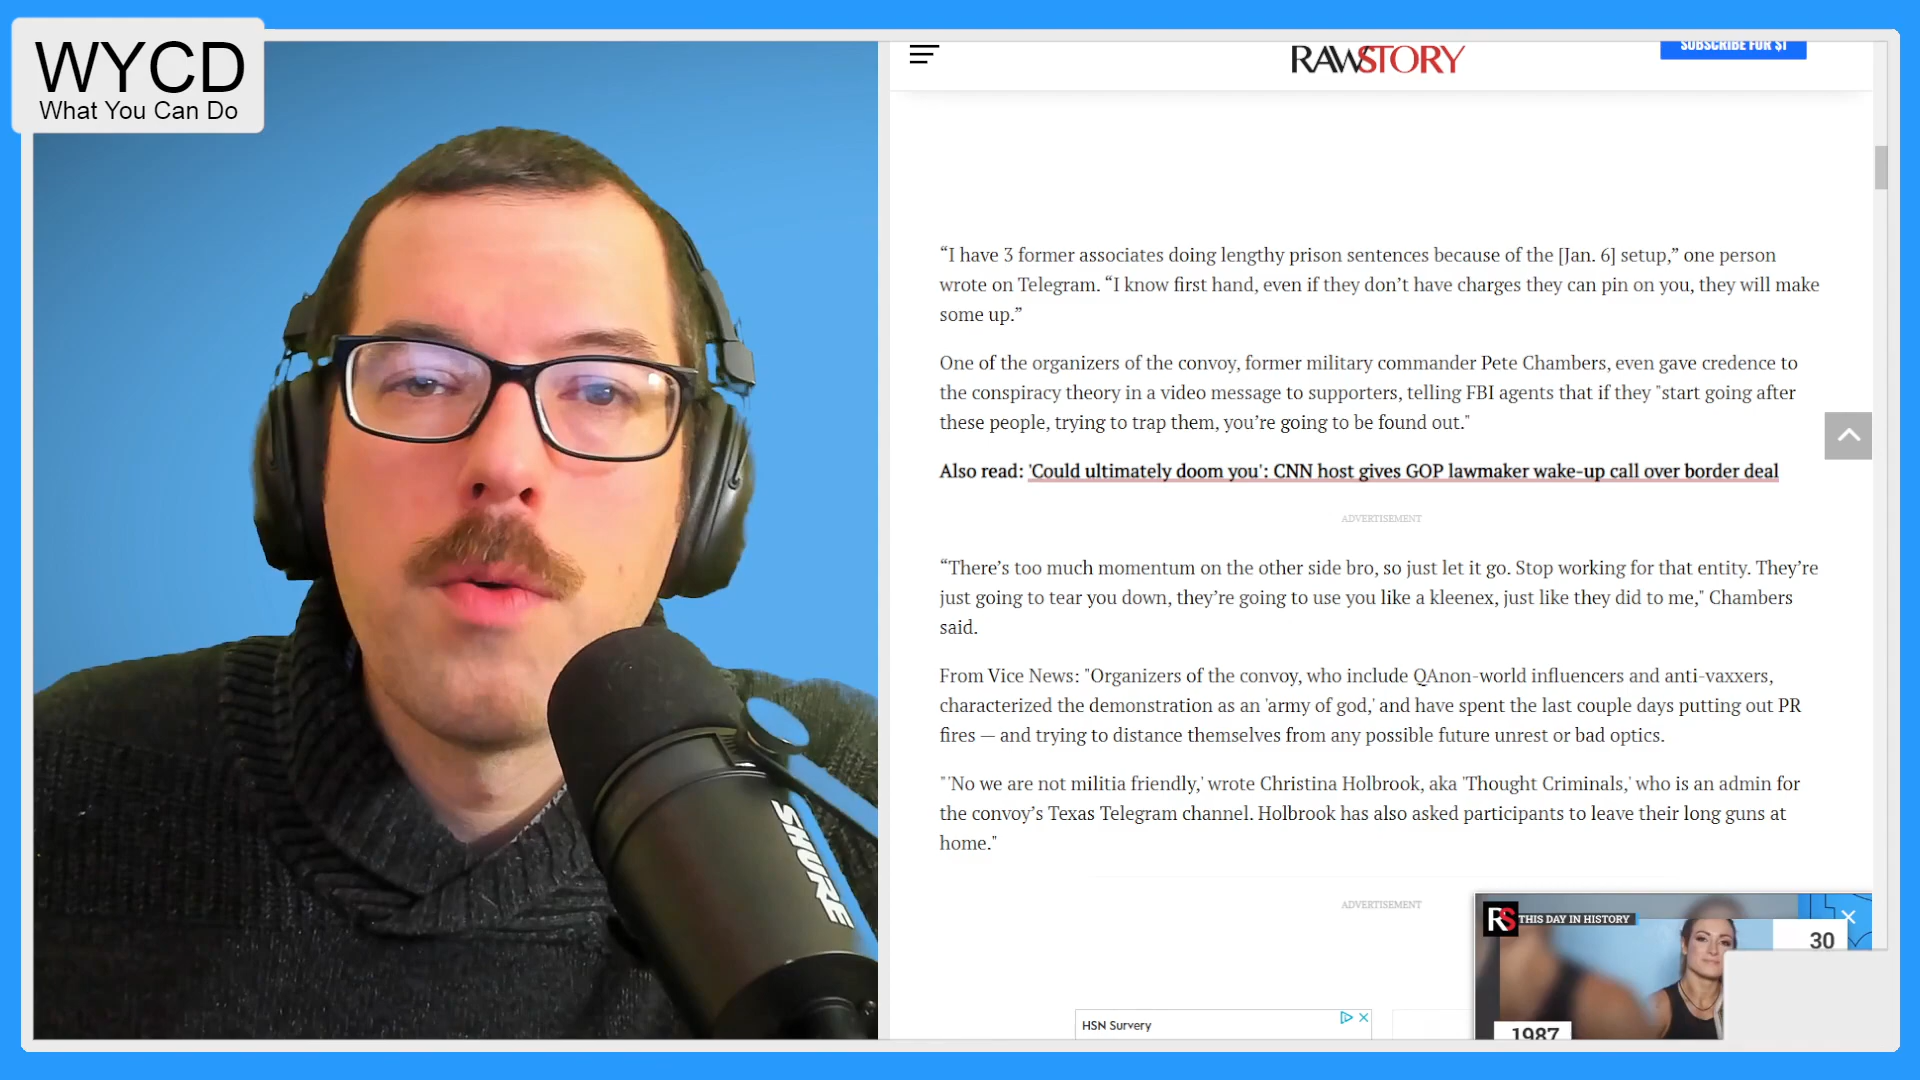 WYCD
What You Can Do
RAWSTORY
SUBSCRIBE FOR $1
“I have 3 former associates doing lengthy prison sentences because of the [Jan. 6] setup,” one person
wrote on Telegram. “I know first hand, even if they don’t have charges they can pin on you, they will make
some up.”
One of the organizers of the convoy, former military commander Pete Chambers, even gave credence to
the conspiracy theory in a video message to supporters, telling FBI agents that if they "start going after
these people, trying to trap them, you’re going to be found out."
Also read: 'Could ultimately doom you': CNN host gives GOP lawmaker wake-up call over border deal
ADVERTISEMENT
“There’s too much momentum on the other side bro, so just let it go. Stop working for that entity. They’re
just going to tear you down, they’re going to use you like a kleenex, just like they did to me," Chambers
said.
From Vice News: "Organizers of the convoy, who include QAnon-world influencers and anti-vaxxers,
characterized the demonstration as an 'army of god,' and have spent the last couple days putting out PR
fires — and trying to distance themselves from any possible future unrest or bad optics.
"'No we are not militia friendly,' wrote Christina Holbrook, aka 'Thought Criminals,' who is an admin for
the convoy’s Texas Telegram channel. Holbrook has also asked participants to leave their long guns at
home."
ADVERTISEMENT
RS THIS DAY IN HISTORY
30
1987
HSN Survery
SHURE